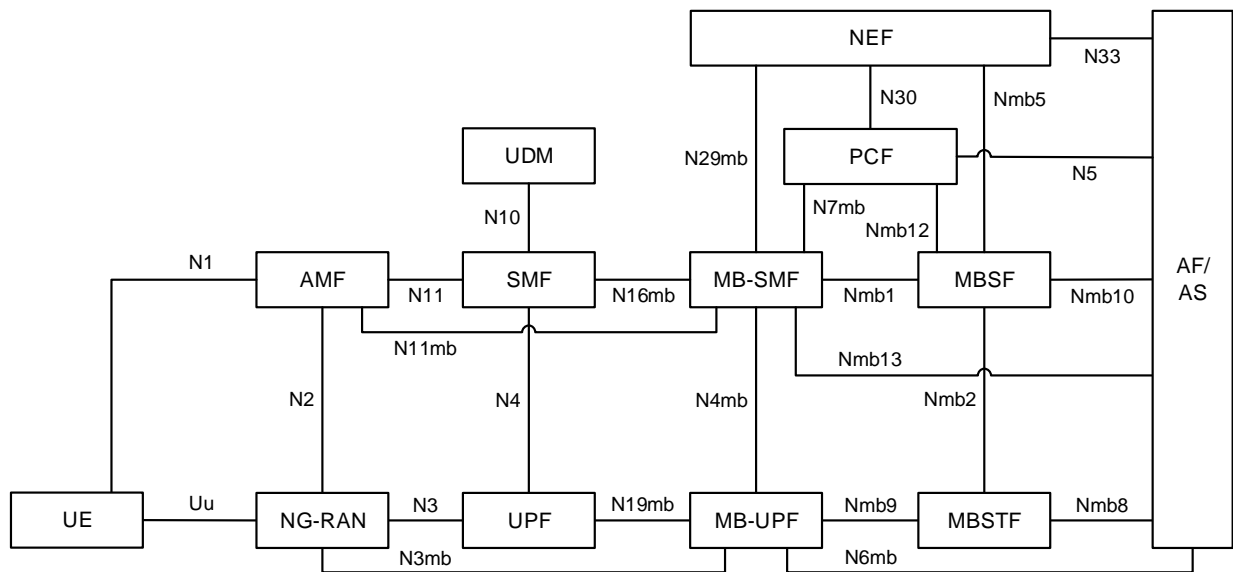 NEF
N33
N30
Nmb5
UDM
PCF
N29mb
N5
N10
N7mb
Nmb12
N1
AMF
N11
SMF
N16mb
MB-SMF
Nmb1
MBSF
Nmb10
AF/
AS
N11mb
Nmb13
N2
N4
N4mb
Nmb2
UE
Uu
NG-RAN
N3
UPF
N19mb
MB-UPF
Nmb9
MBSTF
Nmb8
N3mb
N6mb